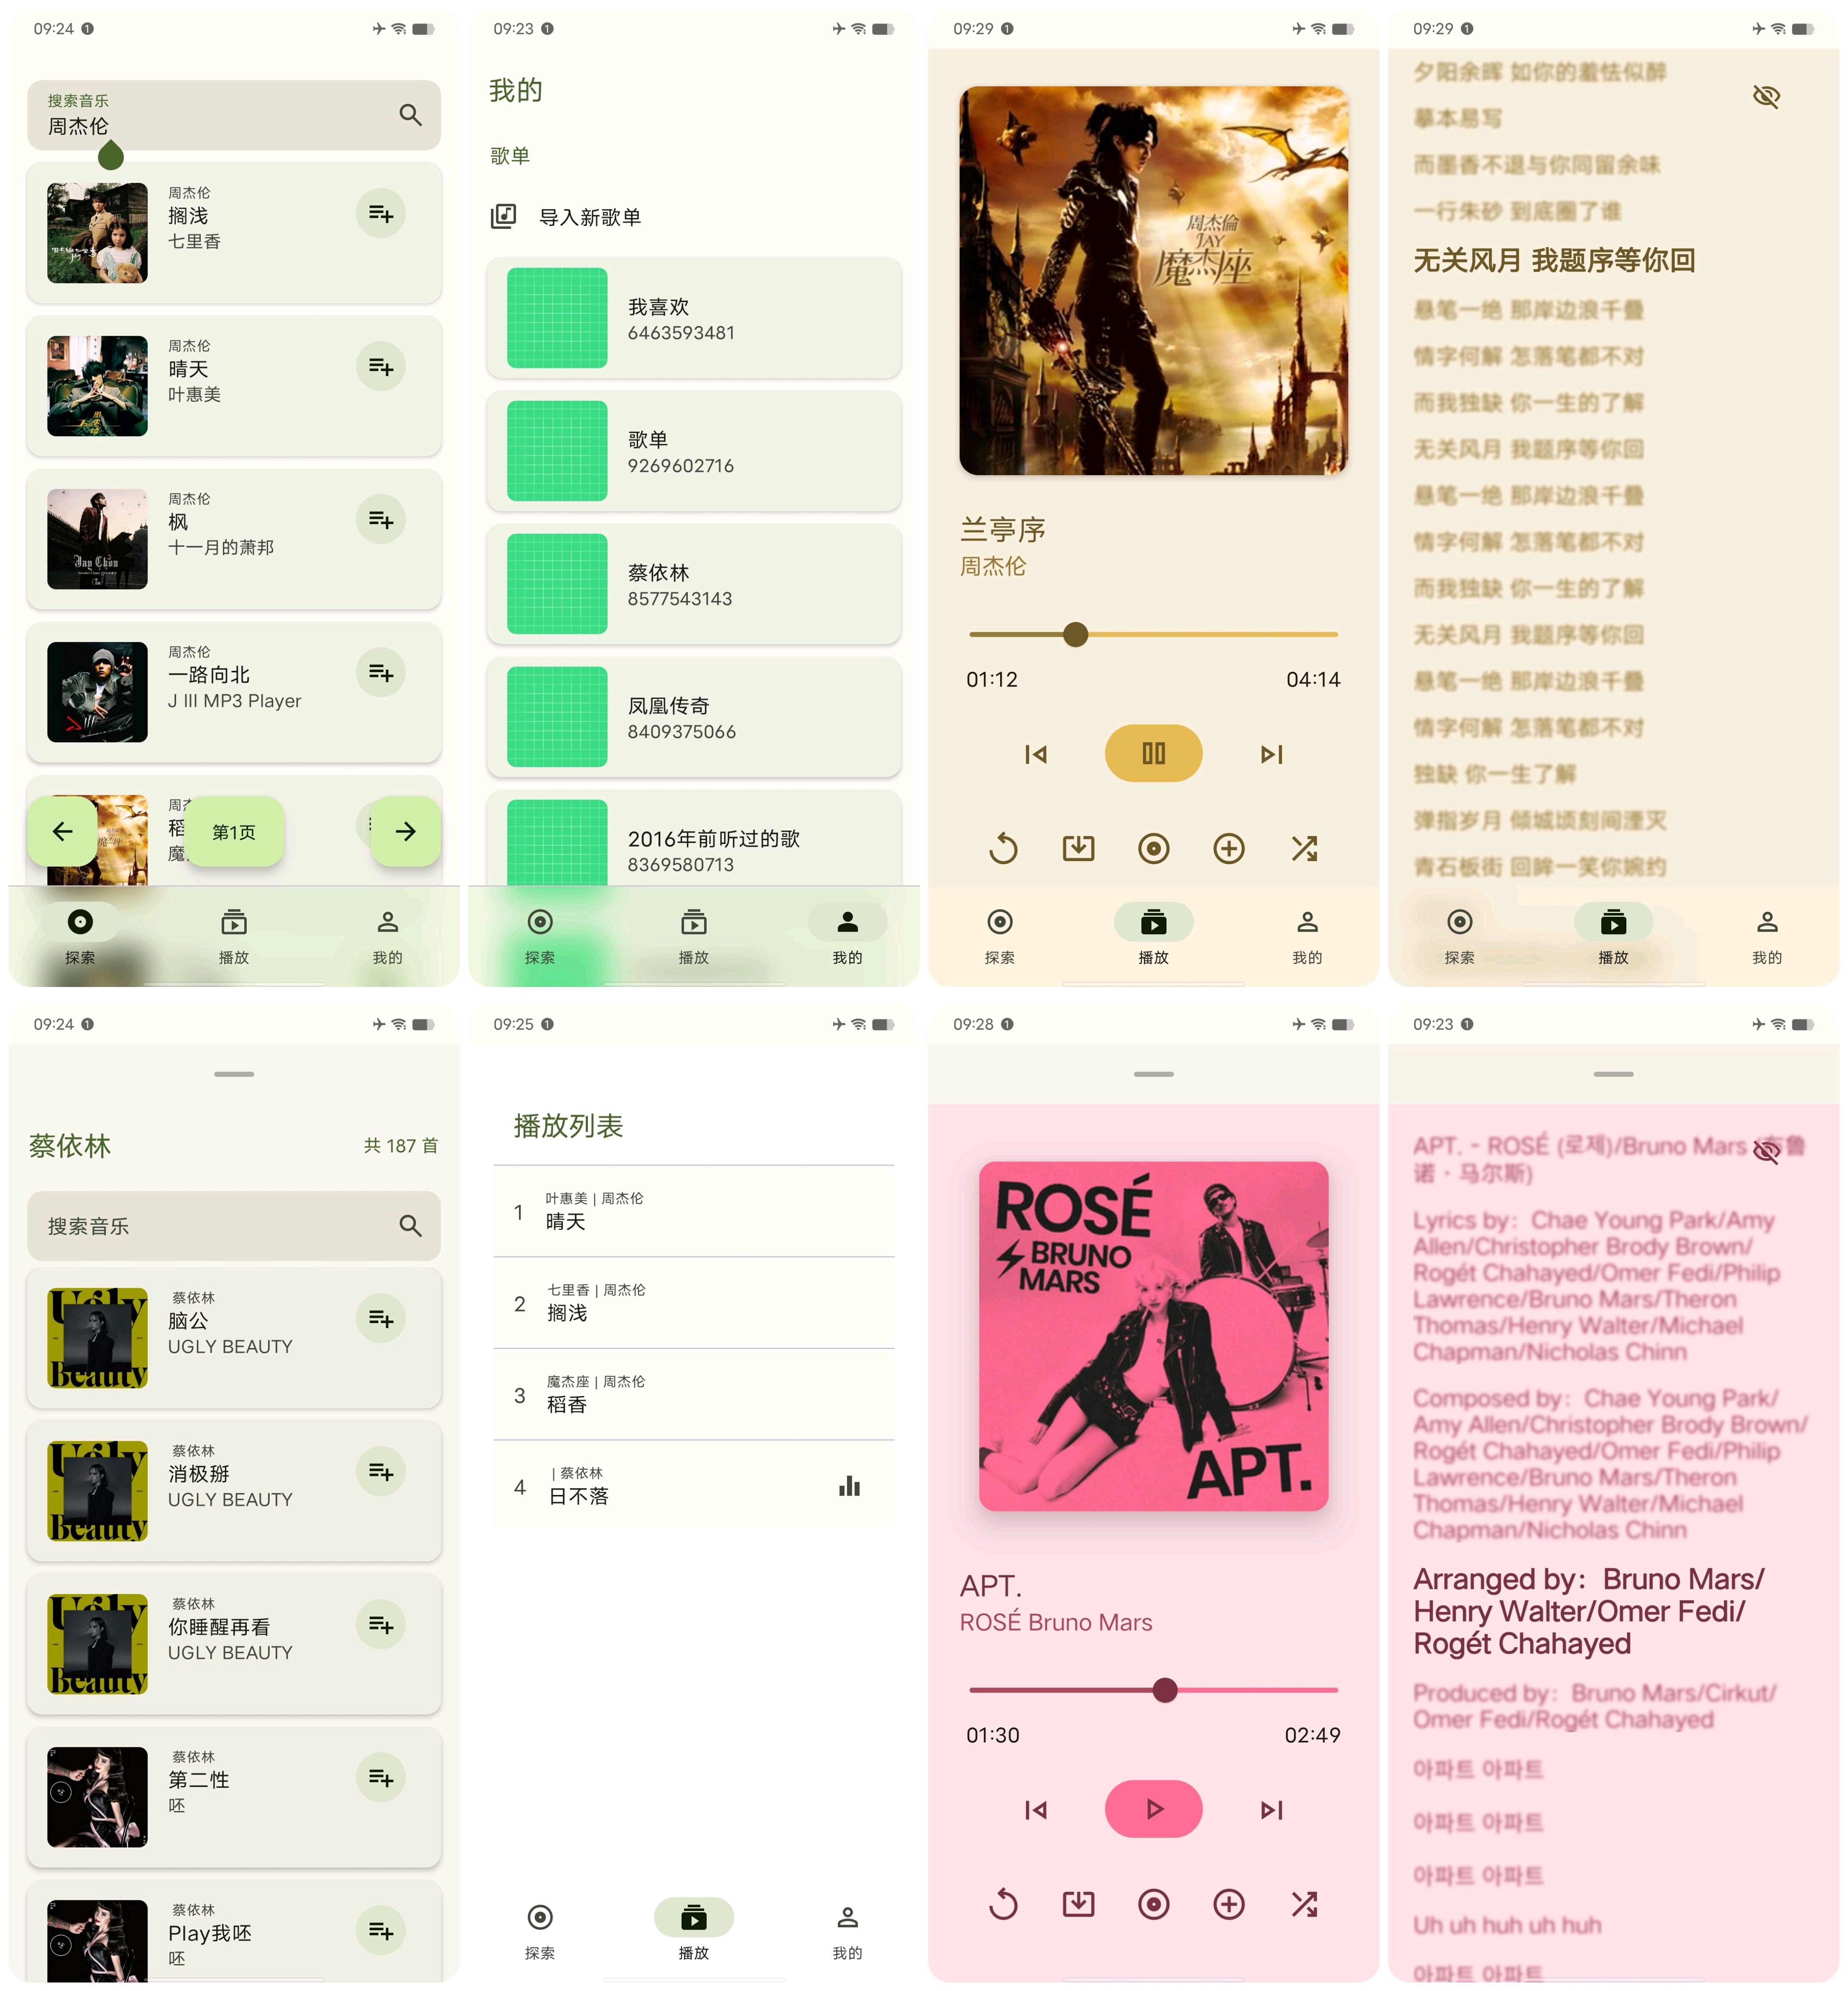 09:24 1
搜索音乐
周杰伦
周杰伦
搁浅
七里香
周杰伦
晴天
叶惠美
周杰伦
枫
十一月的萧邦
Jay Chou
周杰伦
一路向北
J III MP3 Player
周杰
稻
魔
第1页
探索
播放
我的
09:23 1
我的
歌单
导入新歌单
我喜欢
6463593481
歌单
9269602716
蔡依林
8577543143
凤凰传奇
8409375066
2016年前听过的歌
8369580713
探索
播放
我的
09:29 1
周杰倫
JAY
魔杰座
兰亭序
周杰伦
01:12
04:14
探索
播放
我的
09:29 1
夕阳余晖 如你的羞怯似醉
摹本易写
而墨香不退与你同留余味
一行朱砂 到底圈了谁
无关风月 我题序等你回
悬笔一绝 那岸边浪千叠
情字何解 怎落笔都不对
而我独缺 你一生的了解
无关风月 我题序等你回
悬笔一绝 那岸边浪千叠
情字何解 怎落笔都不对
而我独缺 你一生的了解
无关风月 我题序等你回
悬笔一绝 那岸边浪千叠
情字何解 怎落笔都不对
独缺 你一生了解
弹指岁月 倾城顷刻间湮灭
青石板街 回眸一笑你婉约
探索
播放
我的
09:24 1
蔡依林
共 187 首
搜索音乐
Ugly
Beauty
蔡依林
脑公
UGLY BEAUTY
Ugly
Beauty
蔡依林
消极掰
UGLY BEAUTY
Ugly
Beauty
蔡依林
你睡醒再看
UGLY BEAUTY
蔡依林
第二性
呸
蔡依林
Play我呸
呸
09:25 1
播放列表
1
叶惠美 | 周杰伦
晴天
2
七里香 | 周杰伦
搁浅
3
魔杰座 | 周杰伦
稻香
4
| 蔡依林
日不落
探索
播放
我的
09:28 1
ROSÉ
BRUNO
MARS
APT.
APT.
ROSÉ Bruno Mars
01:30
02:49
09:23 1
APT. - ROSÉ (로제)/Bruno Mars (布鲁
诺 · 马尔斯)
Lyrics by：Chae Young Park/Amy
Allen/Christopher Brody Brown/
Rogét Chahayed/Omer Fedi/Philip
Lawrence/Bruno Mars/Theron
Thomas/Henry Walter/Michael
Chapman/Nicholas Chinn
Composed by：Chae Young Park/
Amy Allen/Christopher Brody Brown/
Rogét Chahayed/Omer Fedi/Philip
Lawrence/Bruno Mars/Theron
Thomas/Henry Walter/Michael
Chapman/Nicholas Chinn
Arranged by：Bruno Mars/
Henry Walter/Omer Fedi/
Rogét Chahayed
Produced by：Bruno Mars/Cirkut/
Omer Fedi/Rogét Chahayed
아파트 아파트
아파트 아파트
아파트 아파트
Uh uh huh uh huh
아파트 아파트